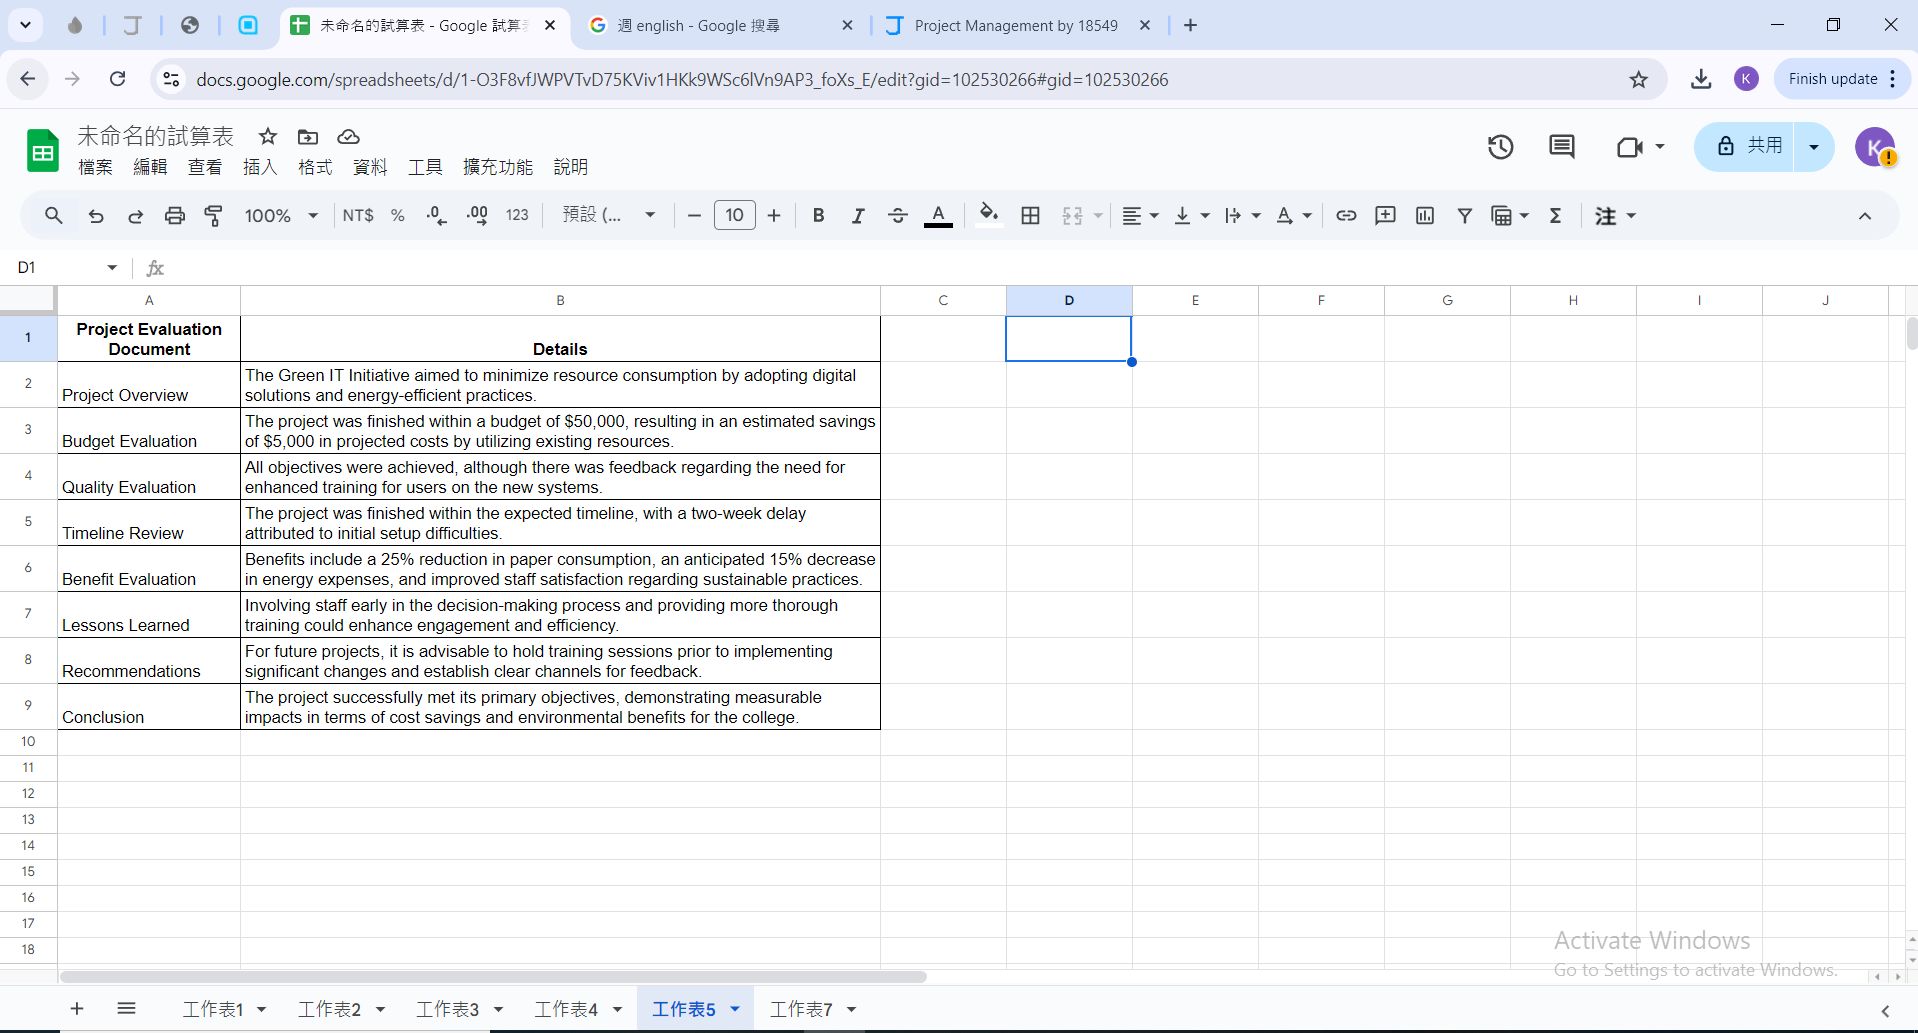 未命名的試算表 - Google 試算
週 english - Google 搜尋
Project Management by 18549
docs.google.com/spreadsheets/d/1-O3F8vfJWPVTvD75KViv1HKk9WSc6lVn9AP3_foXs_E/edit?gid=102530266#gid=102530266
K
Finish update
未命名的試算表
檔案 編輯 查看 插入 格式 資料 工具 擴充功能 說明
共用
K
100% NT$ % .0 .00 123 預設 (... 10 B I A 注
D1
fx
A B C D E F G H I J
1 Project Evaluation Document Details
2 Project Overview
The Green IT Initiative aimed to minimize resource consumption by adopting digital
solutions and energy-efficient practices.
3 Budget Evaluation
The project was finished within a budget of $50,000, resulting in an estimated savings
of $5,000 in projected costs by utilizing existing resources.
4 Quality Evaluation
All objectives were achieved, although there was feedback regarding the need for
enhanced training for users on the new systems.
5 Timeline Review
The project was finished within the expected timeline, with a two-week delay
attributed to initial setup difficulties.
6 Benefit Evaluation
Benefits include a 25% reduction in paper consumption, an anticipated 15% decrease
in energy expenses, and improved staff satisfaction regarding sustainable practices.
7 Lessons Learned
Involving staff early in the decision-making process and providing more thorough
training could enhance engagement and efficiency.
8 Recommendations
For future projects, it is advisable to hold training sessions prior to implementing
significant changes and establish clear channels for feedback.
9 Conclusion
The project successfully met its primary objectives, demonstrating measurable
impacts in terms of cost savings and environmental benefits for the college.
10
11
12
13
14
15
16
17
18
Activate Windows
Go to Settings to activate Windows.
工作表1 工作表2 工作表3 工作表4 工作表5 工作表7